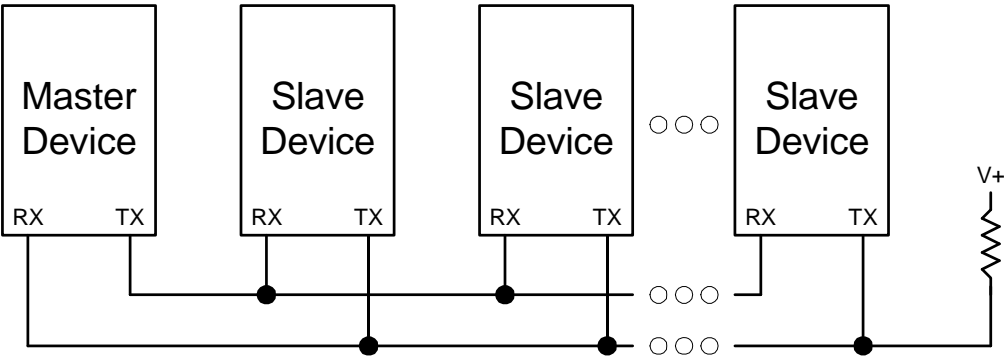 Master
Device
Slave
Device
Slave
Device
Slave
Device
V+
RX TX
RX TX
RX TX
RX TX